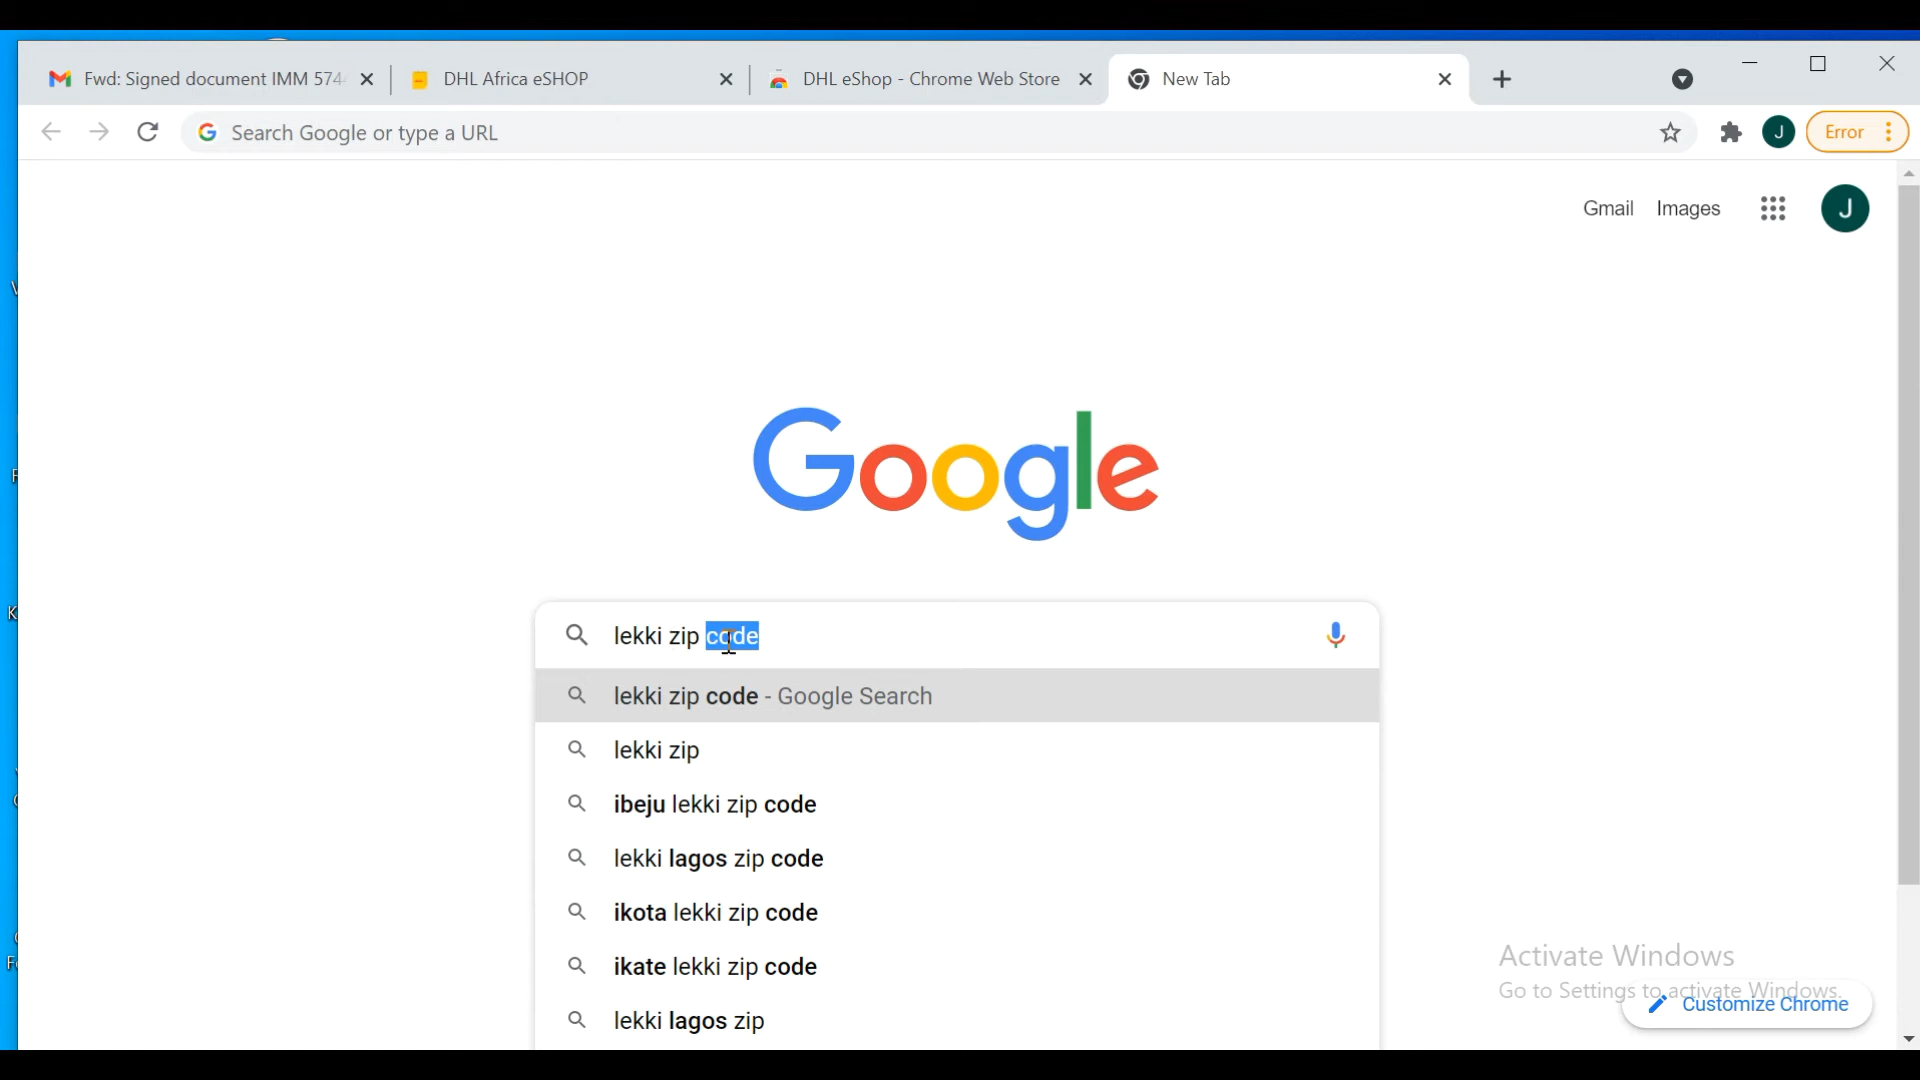 Fwd: Signed document IMM 574
DHL Africa eSHOP
DHL eShop - Chrome Web Store
New Tab
Search Google or type a URL
J
Error
Gmail
Images
J
Google
lekki zip code
lekki zip code - Google Search
lekki zip
ibeju lekki zip code
lekki lagos zip code
ikota lekki zip code
ikate lekki zip code
lekki lagos zip
Activate Windows
Go to Settings to activate Windows.
Customize Chrome